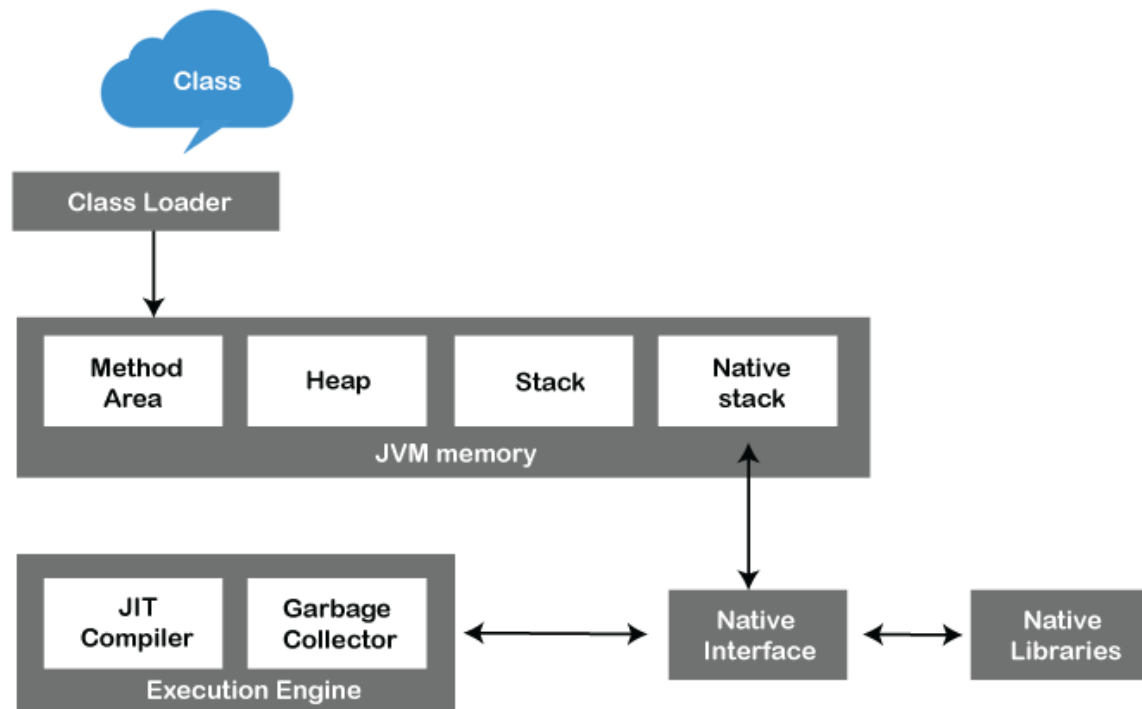 Class
Class Loader
Method
Area
Heap
Stack
Native
stack
JVM memory
JIT
Compiler
Garbage
Collector
Execution Engine
Native
Interface
Native
Libraries